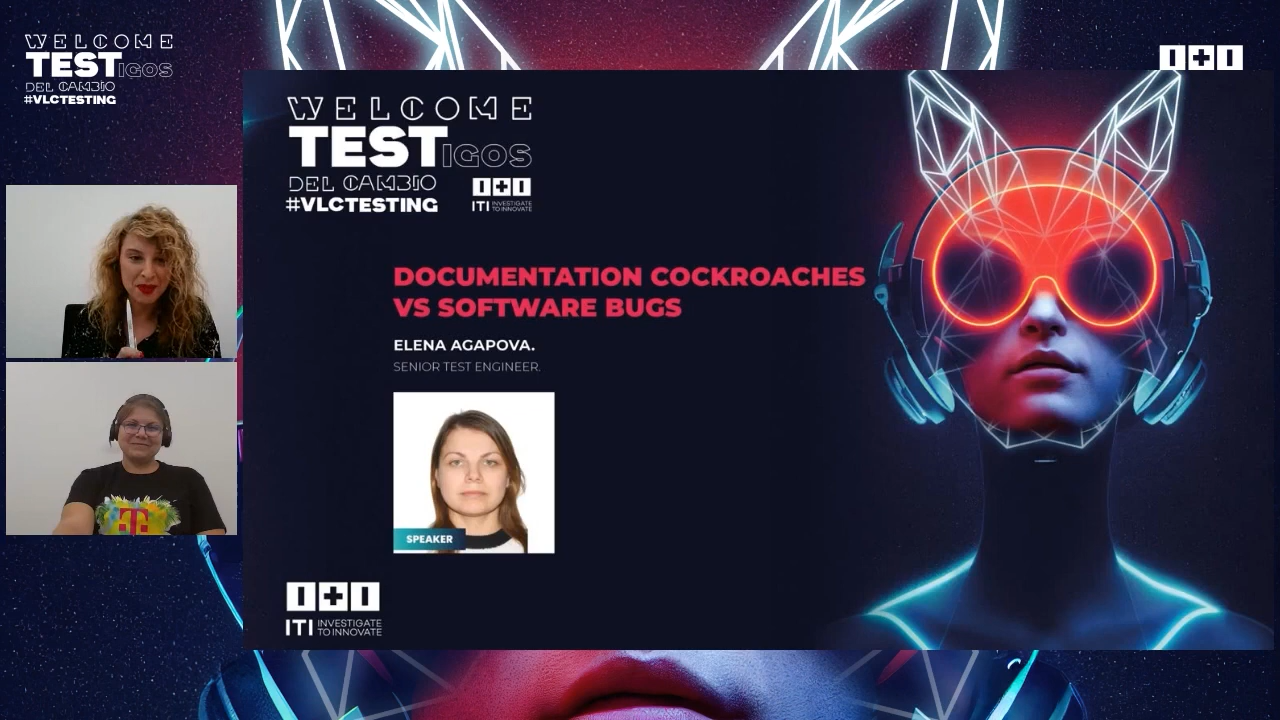 WELCOME
TESTIGOS
DEL CAMBIO
#VLCTESTING
I+I
WELCOME
TESTIGOS
DEL CAMBIO
#VLCTESTING
I+I
ITI INVESTIGATE
TO INNOVATE
DOCUMENTATION COCKROACHES
VS SOFTWARE BUGS
ELENA AGAPOVA.
SENIOR TEST ENGINEER.
SPEAKER
T
I+I
ITI INVESTIGATE
TO INNOVATE